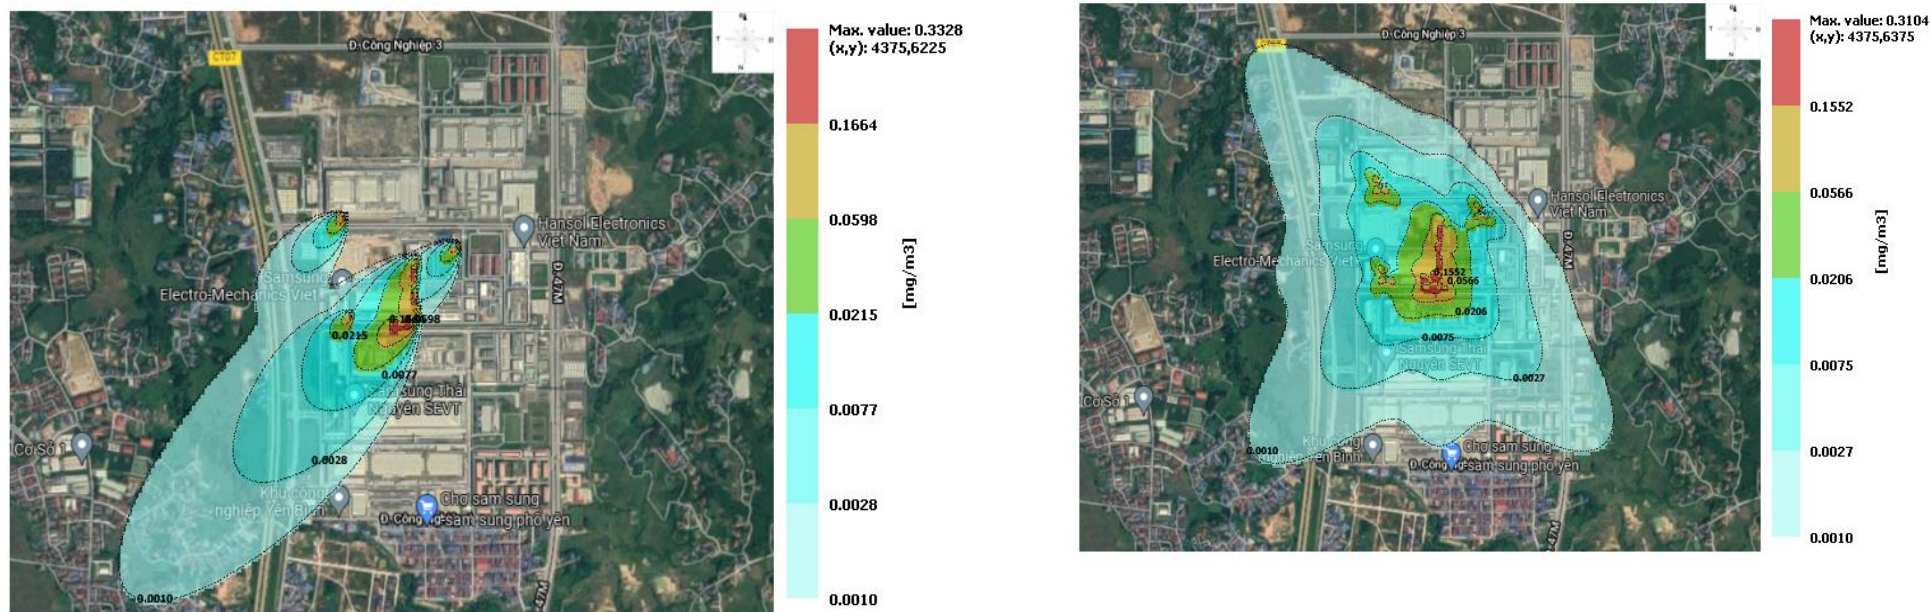 Đ. Công Nghiệp 3
CT07
Hansol Electronics
Việt Nam
Samsung
Electro-Mechanics Việt
Đ.47M
0.0598
0.0215
0.0077
Samsung Thái
Nguyên SEVT
Cơ Sở 1
0.0028
Khu công
nghiệp Yên Bình
Chợ sam sung
samsung phổ yên
Đ. Công
47M
0.0010
Max. value: 0.3328
(x,y): 4375,6225
0.1664
0.0598
0.0215
0.0077
0.0028
0.0010
[mg/m3]
Đ. Công Nghiệp 3
Hansol Electronics
Việt Nam
Samsung
Electro-Mechanics Việt
Đ.47M
0.1552
0.0566
0.0206
0.0075
Samsung Thái
Nguyên SEVT
0.0027
Cơ Sở 1
0.0010
Khu công
nghiệp Yên Bình
Chợ sam sung
sam sung phổ yên
Đ. Công
Đ.47M
Max. value: 0.3104
(x,y): 4375,6375
0.1552
0.0566
0.0206
0.0075
0.0027
0.0010
[mg/m3]